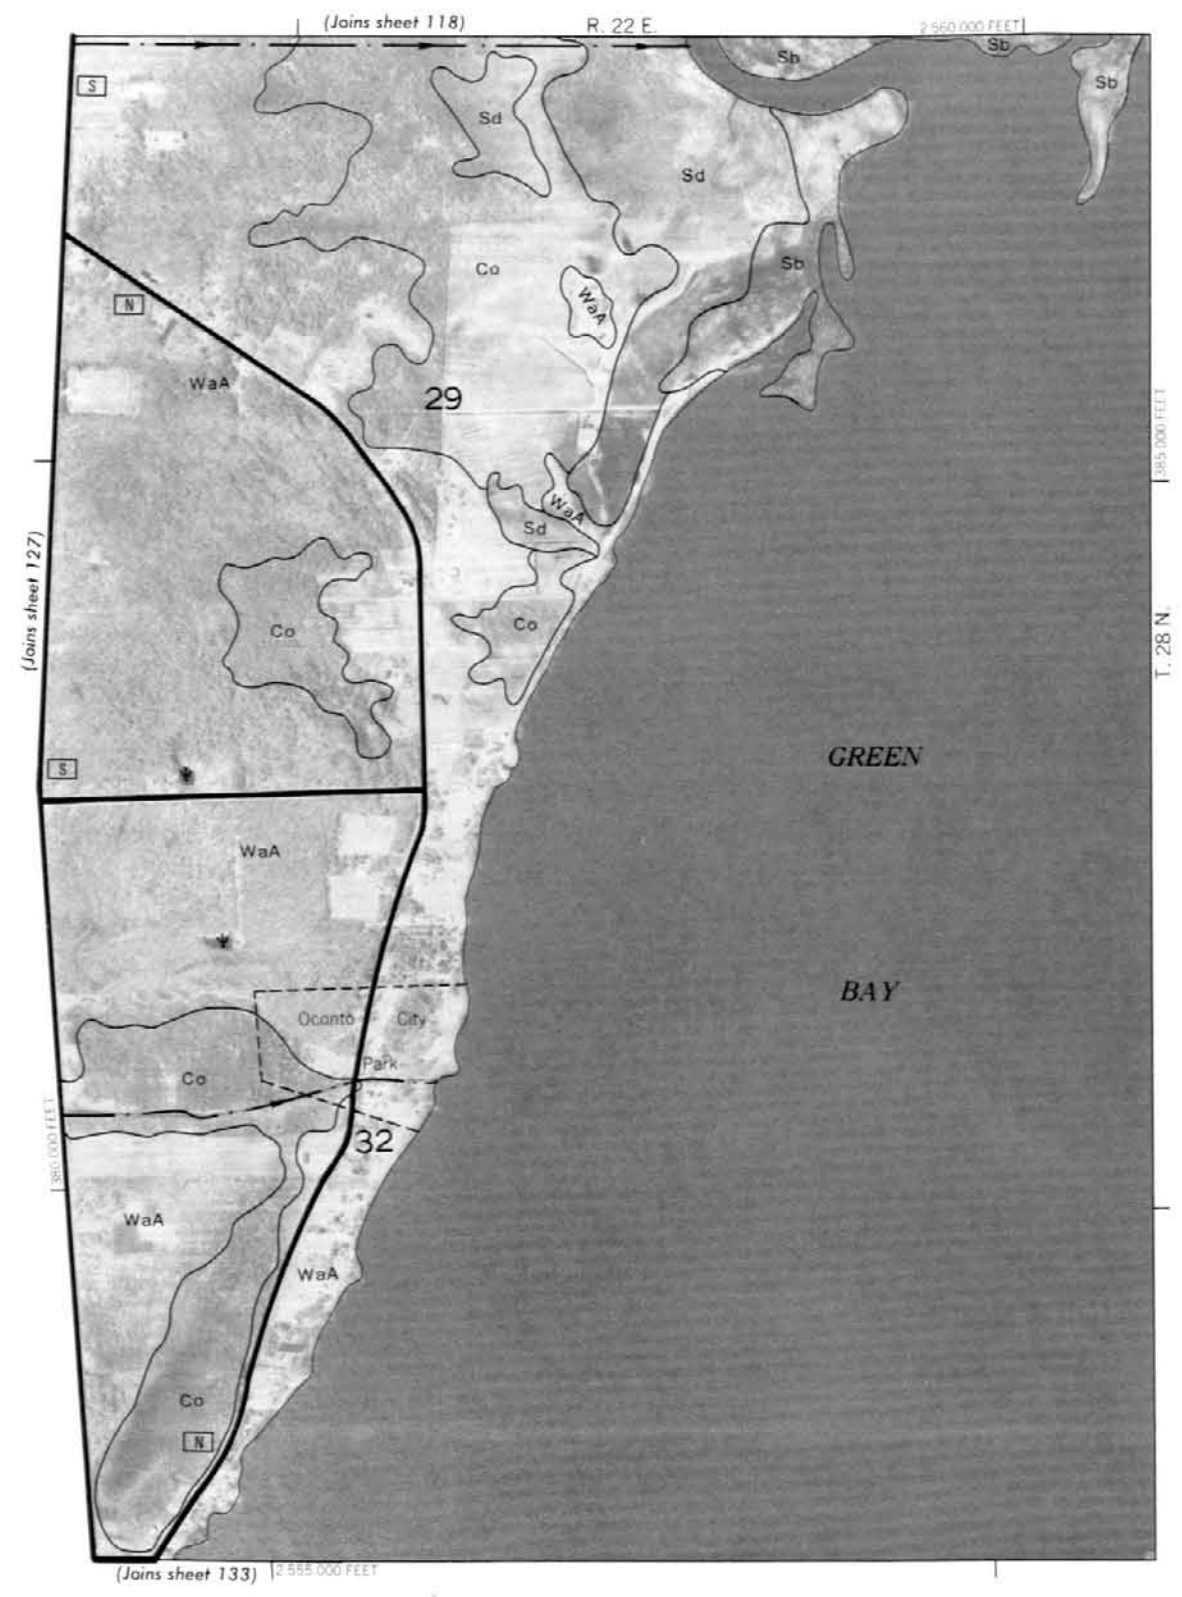 (Joins sheet 118)
R. 22 E.
2 560 000 FEET
Sb
Sb
Sb
S
Sd
Sd
Sb
Co
WaA
N
WaA
29
385 000 FEET
WaA
Sd
(Joins sheet 127)
Co
Co
T. 28 N.
GREEN
S
WaA
BAY
Oconto City
Park
Co
380 000 FEET
32
WaA
WaA
Co
N
(Joins sheet 133)
2 555 000 FEET